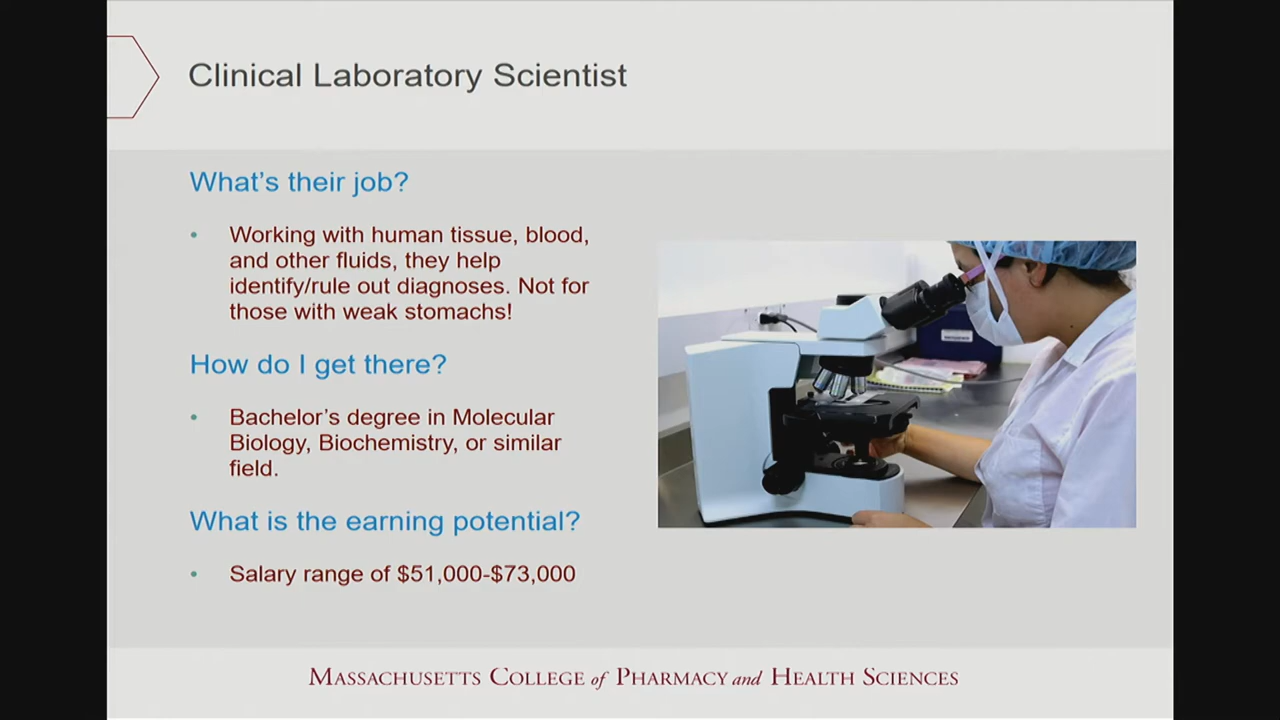 Clinical Laboratory Scientist
What's their job?
• Working with human tissue, blood,
and other fluids, they help
identify/rule out diagnoses. Not for
those with weak stomachs!
How do I get there?
• Bachelor's degree in Molecular
Biology, Biochemistry, or similar
field.
What is the earning potential?
• Salary range of $51,000-$73,000
MASSACHUSETTS COLLEGE of PHARMACY and HEALTH SCIENCES